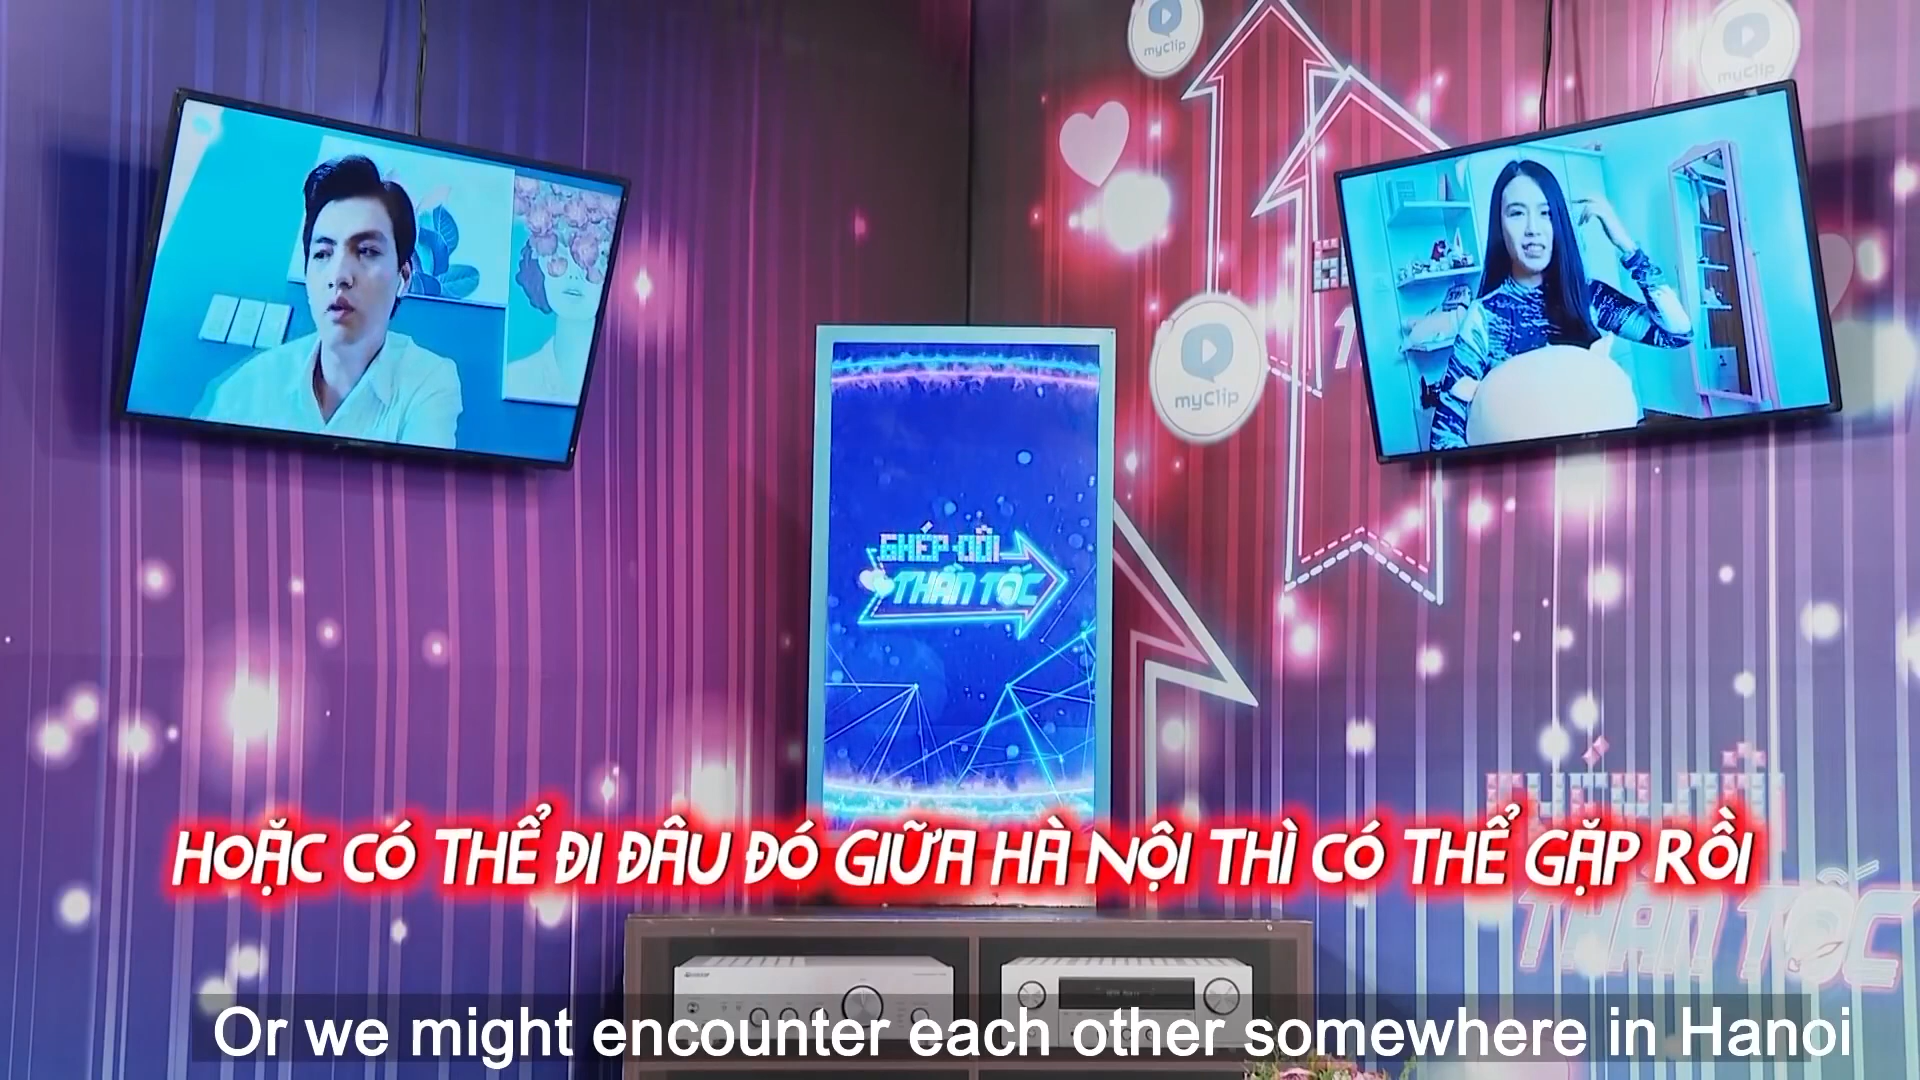 myClip
myClip
myClip
GHÉP ĐÔI
THẦN TỐC
THẦN TỐC
HOẶC CÓ THỂ ĐI ĐÂU ĐÓ GIỮA HÀ NỘI THÌ CÓ THỂ GẶP RỒI
Or we might encounter each other somewhere in Hanoi